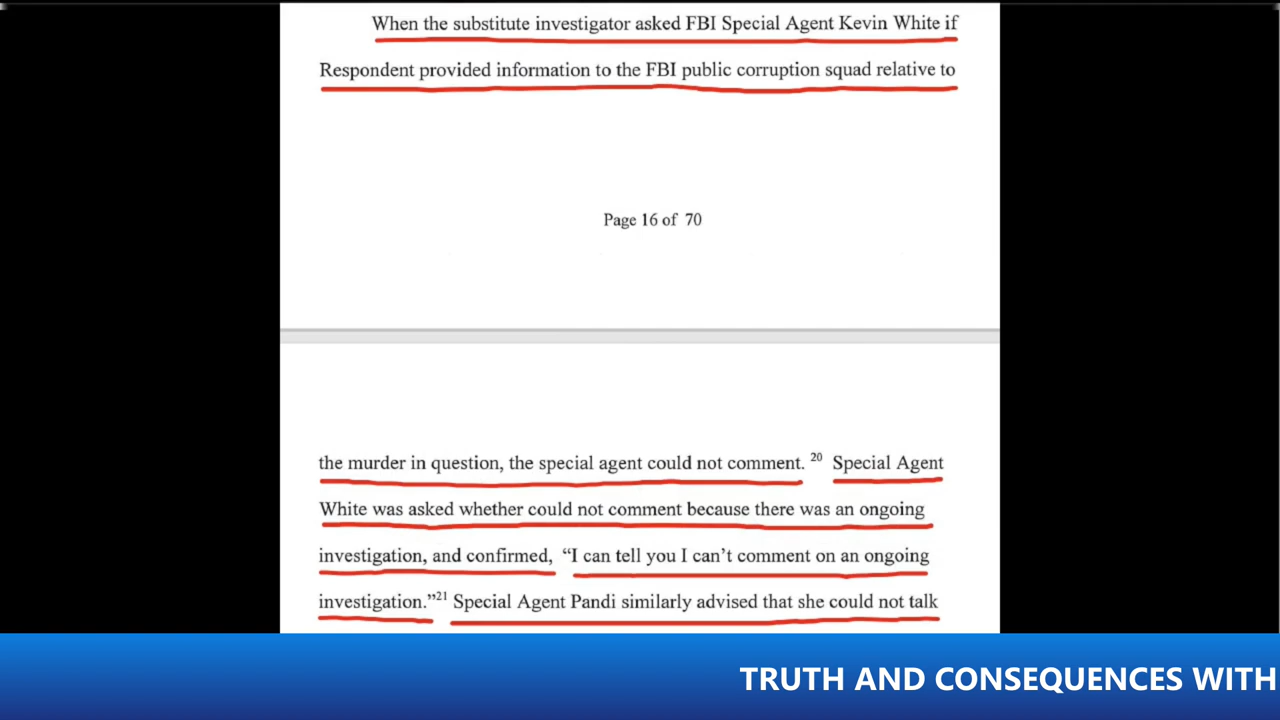 When the substitute investigator asked FBI Special Agent Kevin White if
Respondent provided information to the FBI public corruption squad relative to
Page 16 of 70
the murder in question, the special agent could not comment. 20 Special Agent
White was asked whether could not comment because there was an ongoing
investigation, and confirmed, “I can tell you I can’t comment on an ongoing
investigation.”21 Special Agent Pandi similarly advised that she could not talk
TRUTH AND CONSEQUENCES WITH